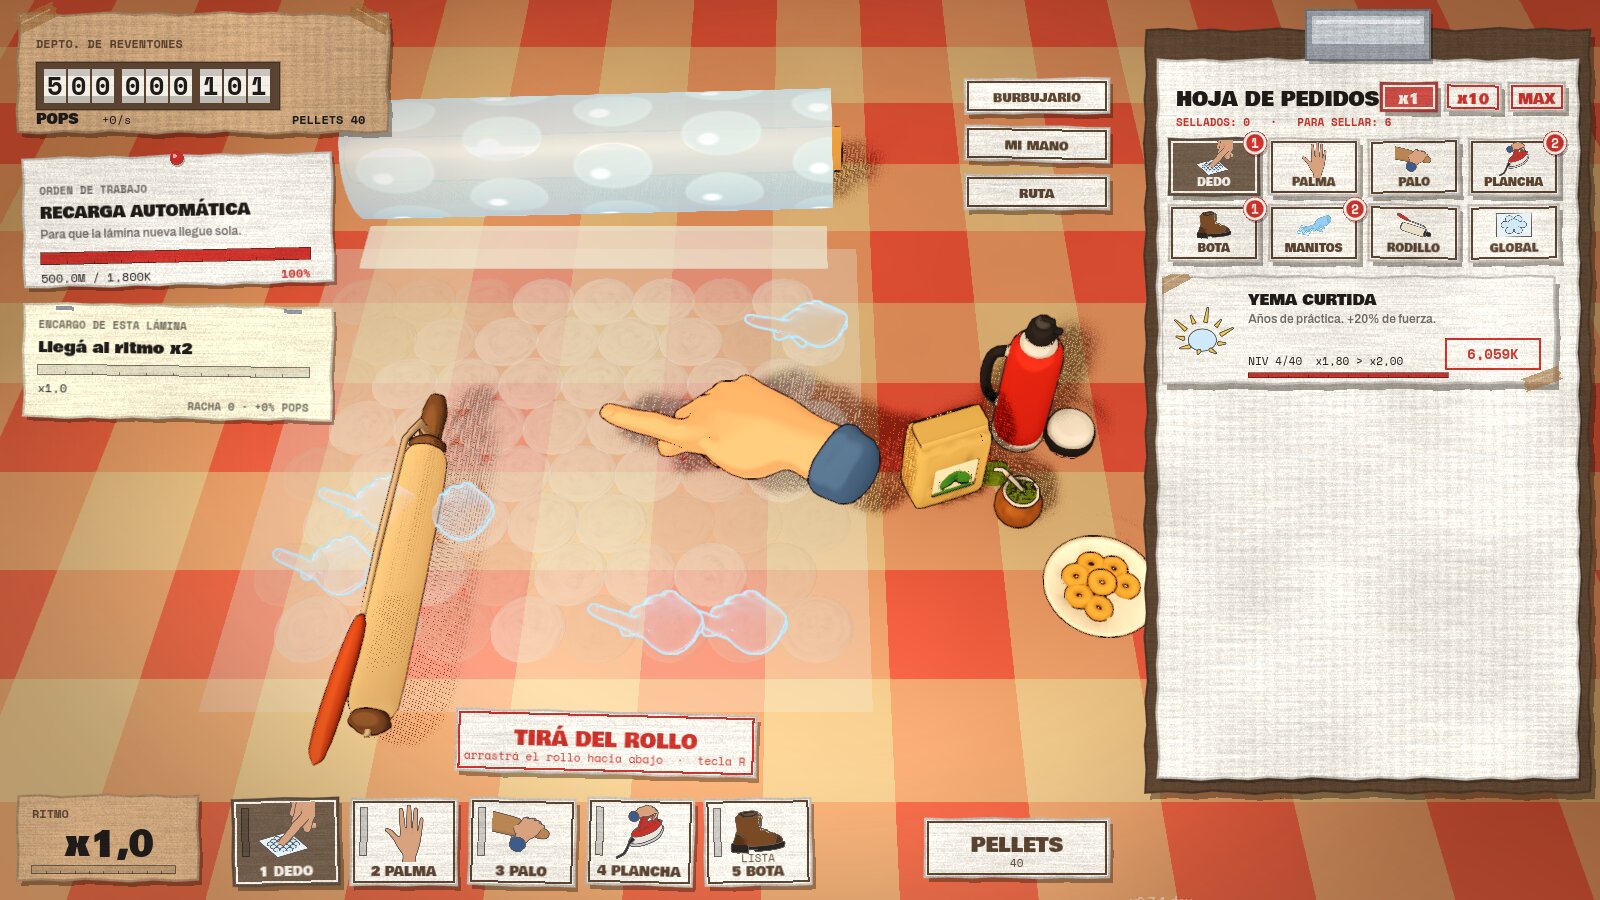 DEPTO. DE REVENTONES
500 000 101
POPS +0/s PELLETS 40
ORDEN DE TRABAJO
RECARGA AUTOMÁTICA
Para que la lámina nueva llegue sola.
500.0M / 1.800K 100%
ENCARGO DE ESTA LÁMINA
Llegá al ritmo x2
x1,0
RACHA 0 · +0% POPS
BURBUJARIO
MI MANO
RUTA
HOJA DE PEDIDOS x1 x10 MAX
SELLADOS: 0 · PARA SELLAR: 6
1 2
DEDO PALMA PALO PLANCHA
1 2
BOTA MANITOS RODILLO GLOBAL
YEMA CURTIDA
Años de práctica. +20% de fuerza.
NIV 4/40 x1,80 > x2,00
6.059K
TIRÁ DEL ROLLO
arrastrá el rollo hacia abajo · tecla R
RITMO
x1,0
1 DEDO
2 PALMA
3 PALO
4 PLANCHA
LISTA
5 BOTA
PELLETS
40